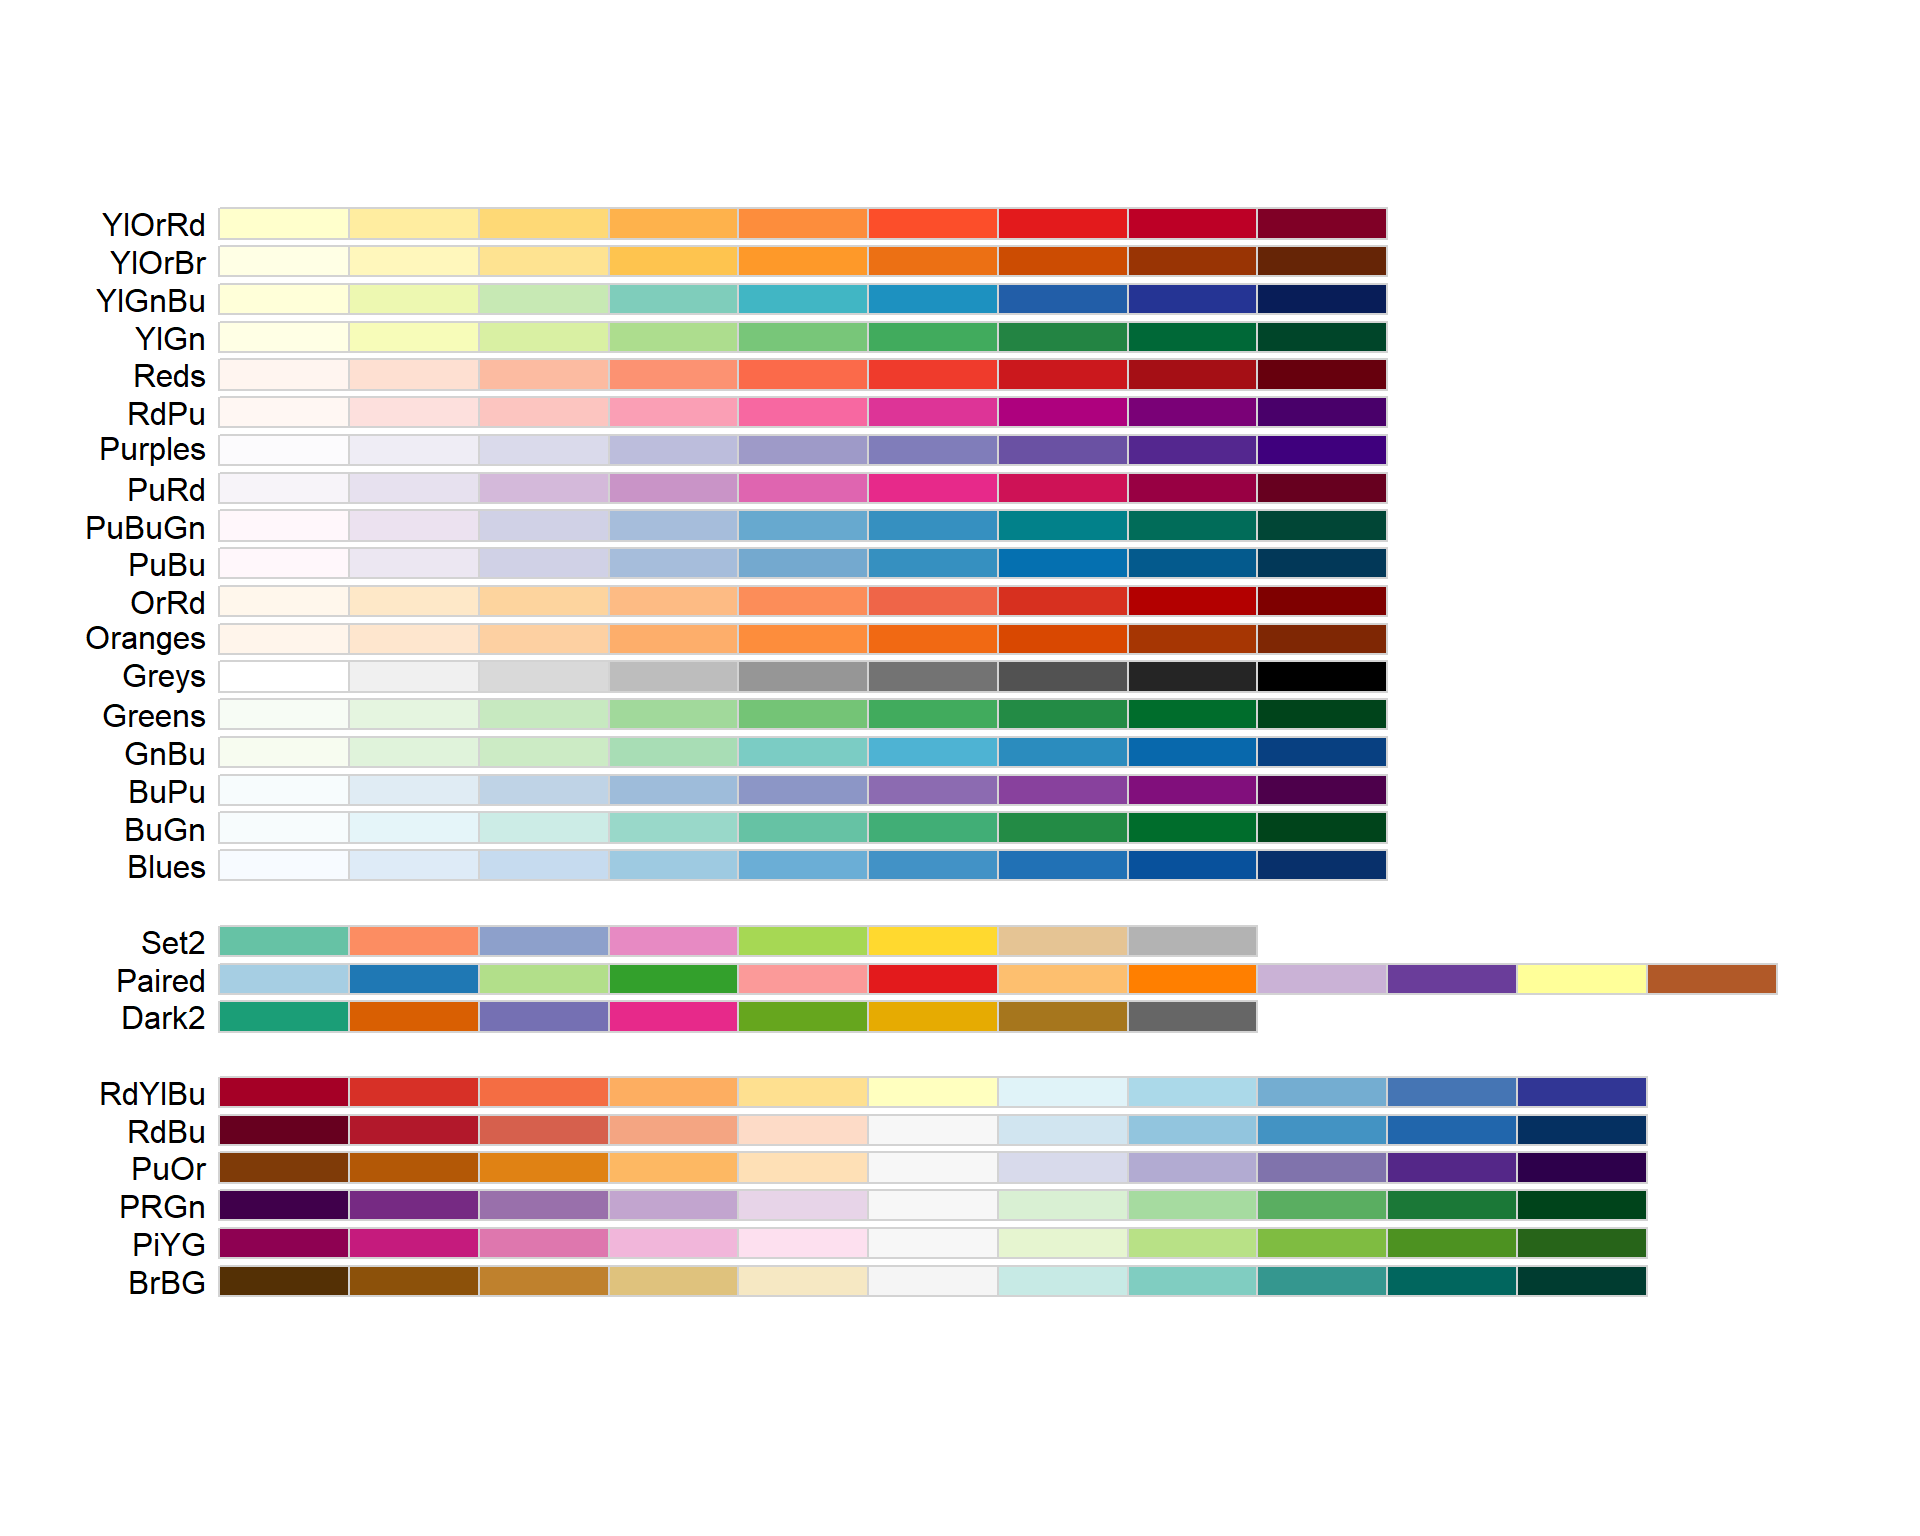 YlOrRd
YlOrBr
YlGnBu
YlGn
Reds
RdPu
Purples
PuRd
PuBuGn
PuBu
OrRd
Oranges
Greys
Greens
GnBu
BuPu
BuGn
Blues
Set2
Paired
Dark2
RdYlBu
RdBu
PuOr
PRGn
PiYG
BrBG